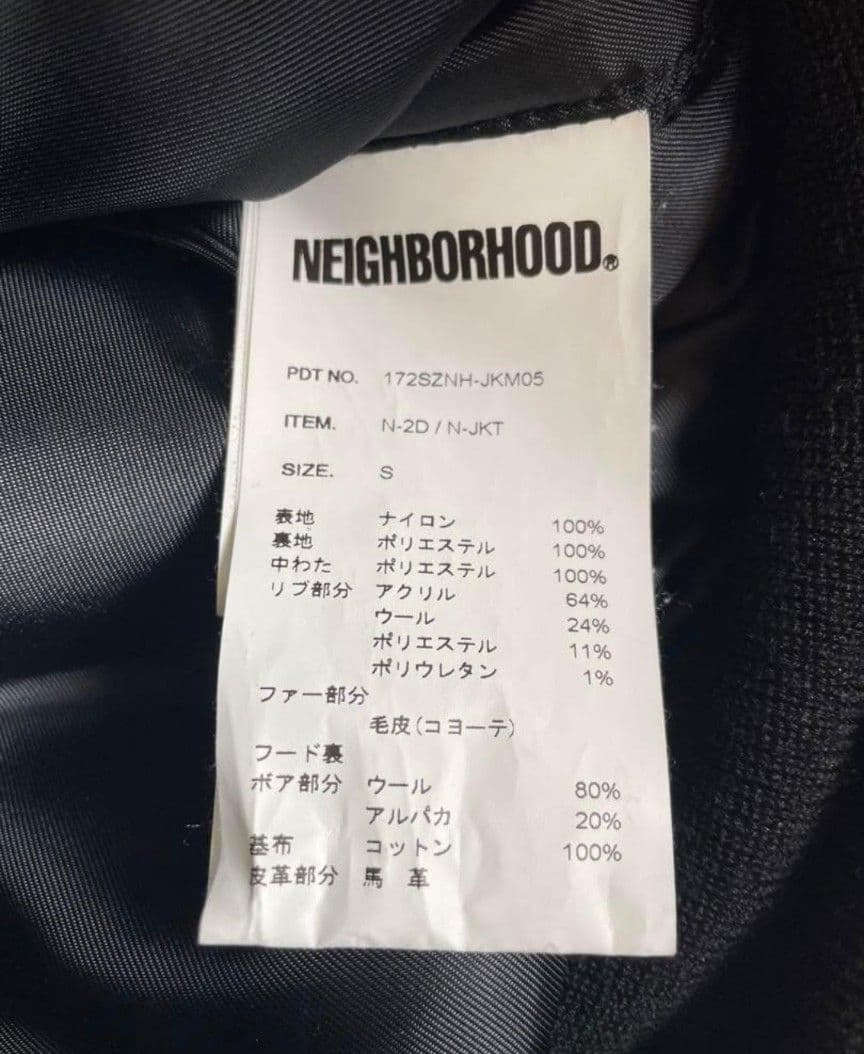 NEIGHBORHOOD®
PDT NO. 172SZNH-JKM05
ITEM. N-2D / N-JKT
SIZE. S
表地 ナイロン 100%
裏地 ポリエステル 100%
中わた ポリエステル 100%
リブ部分 アクリル 64%
ウール 24%
ポリエステル 11%
ポリウレタン 1%
ファー部分
毛皮(コヨーテ)
フード裏
ボア部分 ウール 80%
アルパカ 20%
基布 コットン 100%
皮革部分 馬 革